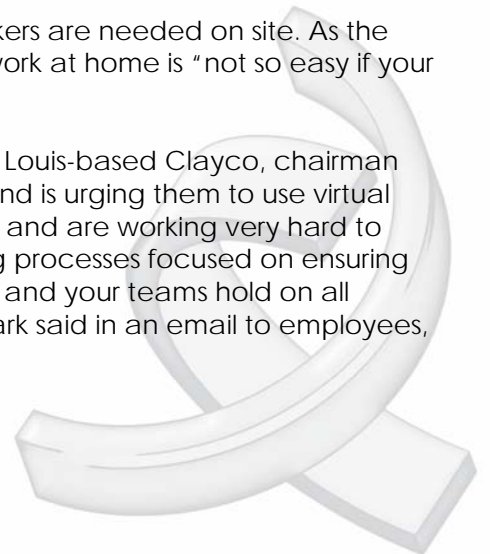 kers are needed on site. As the
work at home is “not so easy if your
Louis-based Clayco, chairman
nd is urging them to use virtual
and are working very hard to
g processes focused on ensuring
and your teams hold on all
ark said in an email to employees,